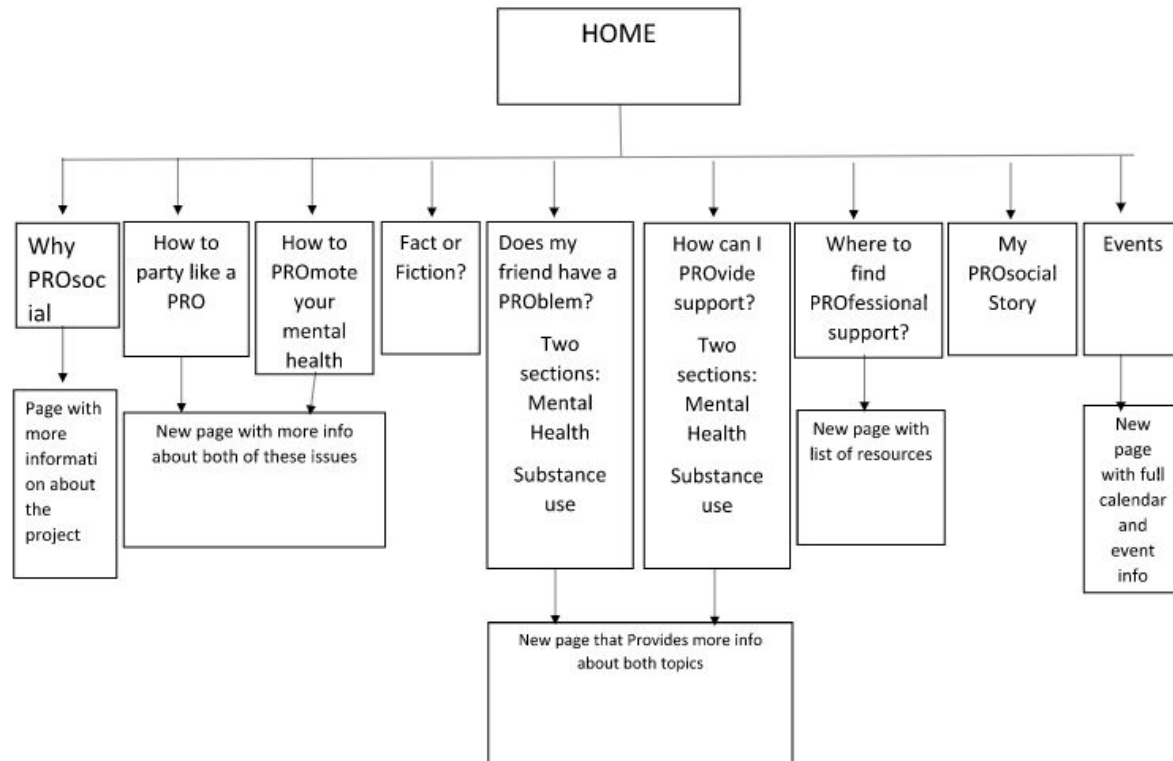 HOME
Why
PROsoc
ial
How to
party like a
PRO
How to
PROmote
your
mental
health
Fact or
Fiction?
Does my
friend have a
PROblem?
Two
sections:
Mental
Health
Substance
use
How can I
PROvide
support?
Two
sections:
Mental
Health
Substance
use
Where to
find
PROfessional
support?
My
PROsocial
Story
Events
Page with
more
informati
on about
the
project
New page with more info
about both of these issues
New page with
list of resources
New
page
with full
calendar
and
event
info
New page that Provides more info
about both topics